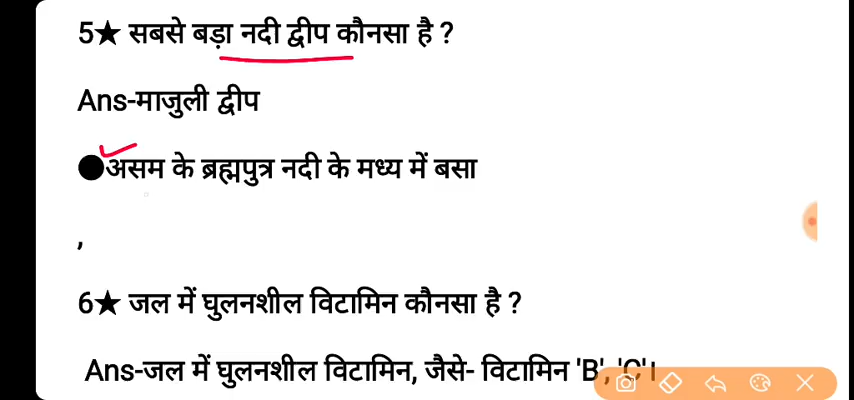 5★ सबसे बड़ा नदी द्वीप कौनसा है ?
Ans-माजुली द्वीप
●असम के ब्रह्मपुत्र नदी के मध्य में बसा
,
6★ जल में घुलनशील विटामिन कौनसा है ?
Ans-जल में घुलनशील विटामिन, जैसे- विटामिन 'B', 'C'।